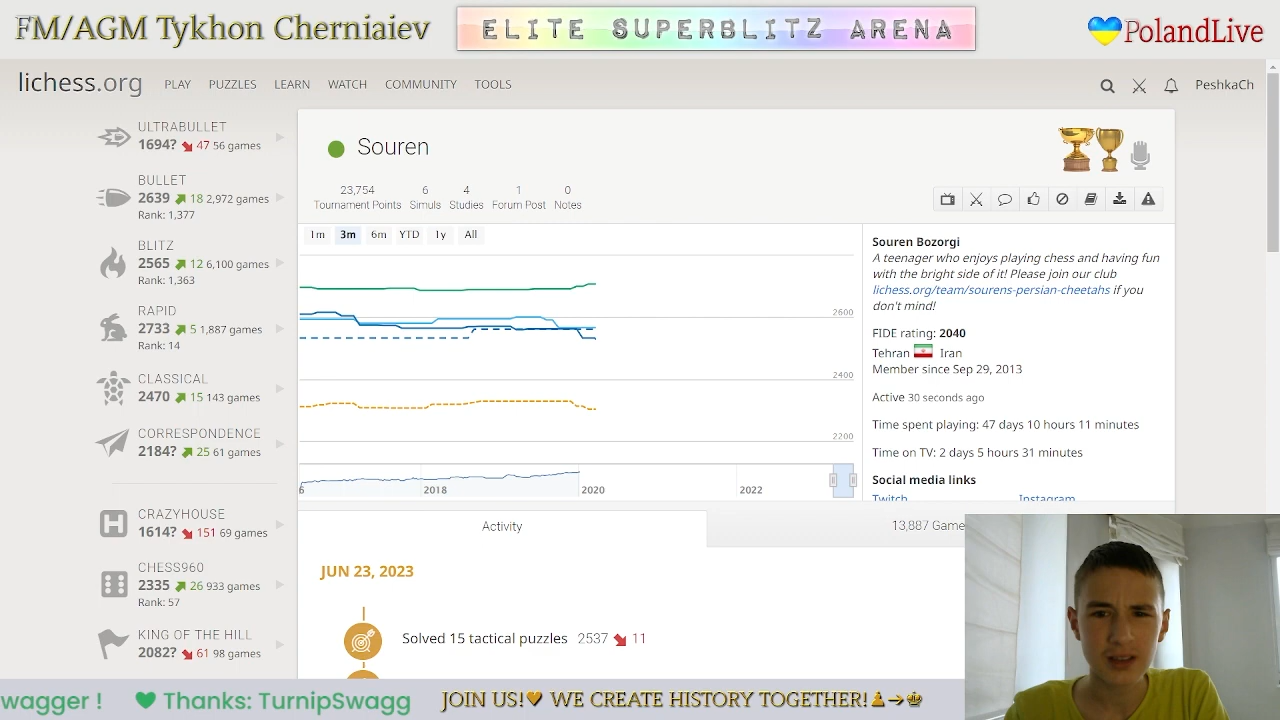 FM/AGM Tykhon Cherniaiev
ELITE SUPERBLITZ ARENA
PolandLive
lichess.org
PLAY
PUZZLES
LEARN
WATCH
COMMUNITY
TOOLS
PeshkaCh
ULTRABULLET
1694? 47 56 games
BULLET
2639 18 2,972 games
Rank: 1,377
BLITZ
2565 12 6,100 games
Rank: 1,363
RAPID
2733 5 1,887 games
Rank: 14
CLASSICAL
2470 15 143 games
CORRESPONDENCE
2184? 25 61 games
CRAZYHOUSE
1614? 151 69 games
CHESS960
2335 26 933 games
Rank: 57
KING OF THE HILL
2082? 61 98 games
Souren
23,754 6 4 1 0
Tournament Points Simuls Studies Forum Post Notes
1m 3m 6m YTD 1y All
2600
2400
2200
6 2018 2020 2022
Souren Bozorgi
A teenager who enjoys playing chess and having fun
with the bright side of it! Please join our club
lichess.org/team/sourens-persian-cheetahs if you
don't mind!
FIDE rating: 2040
Tehran Iran
Member since Sep 29, 2013
Active 30 seconds ago
Time spent playing: 47 days 10 hours 11 minutes
Time on TV: 2 days 5 hours 31 minutes
Social media links
Twitch Instagram
Activity
13,887 Game
JUN 23, 2023
Solved 15 tactical puzzles 2537 11
wagger ! Thanks: TurnipSwagg
JOIN US! WE CREATE HISTORY TOGETHER!